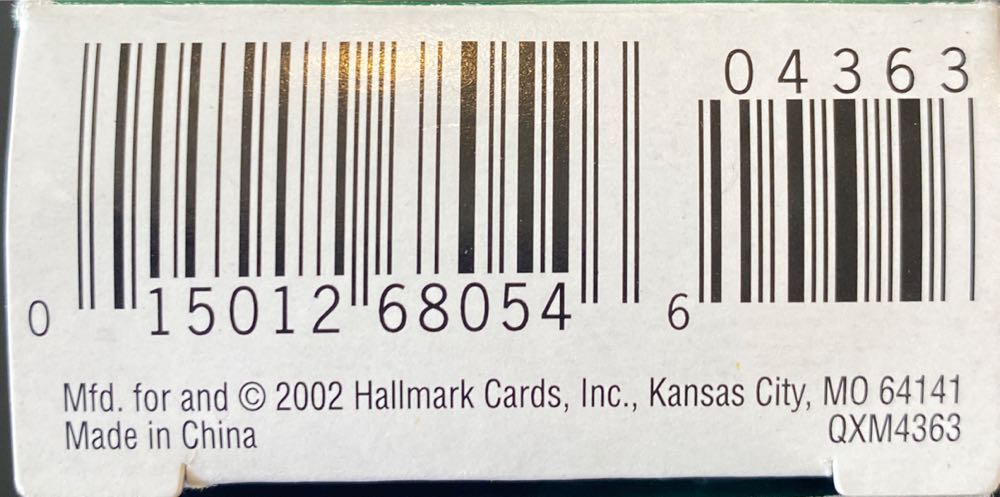 04363
0 15012 68054 6
Mfd. for and © 2002 Hallmark Cards, Inc., Kansas City, MO 64141
Made in China QXM4363